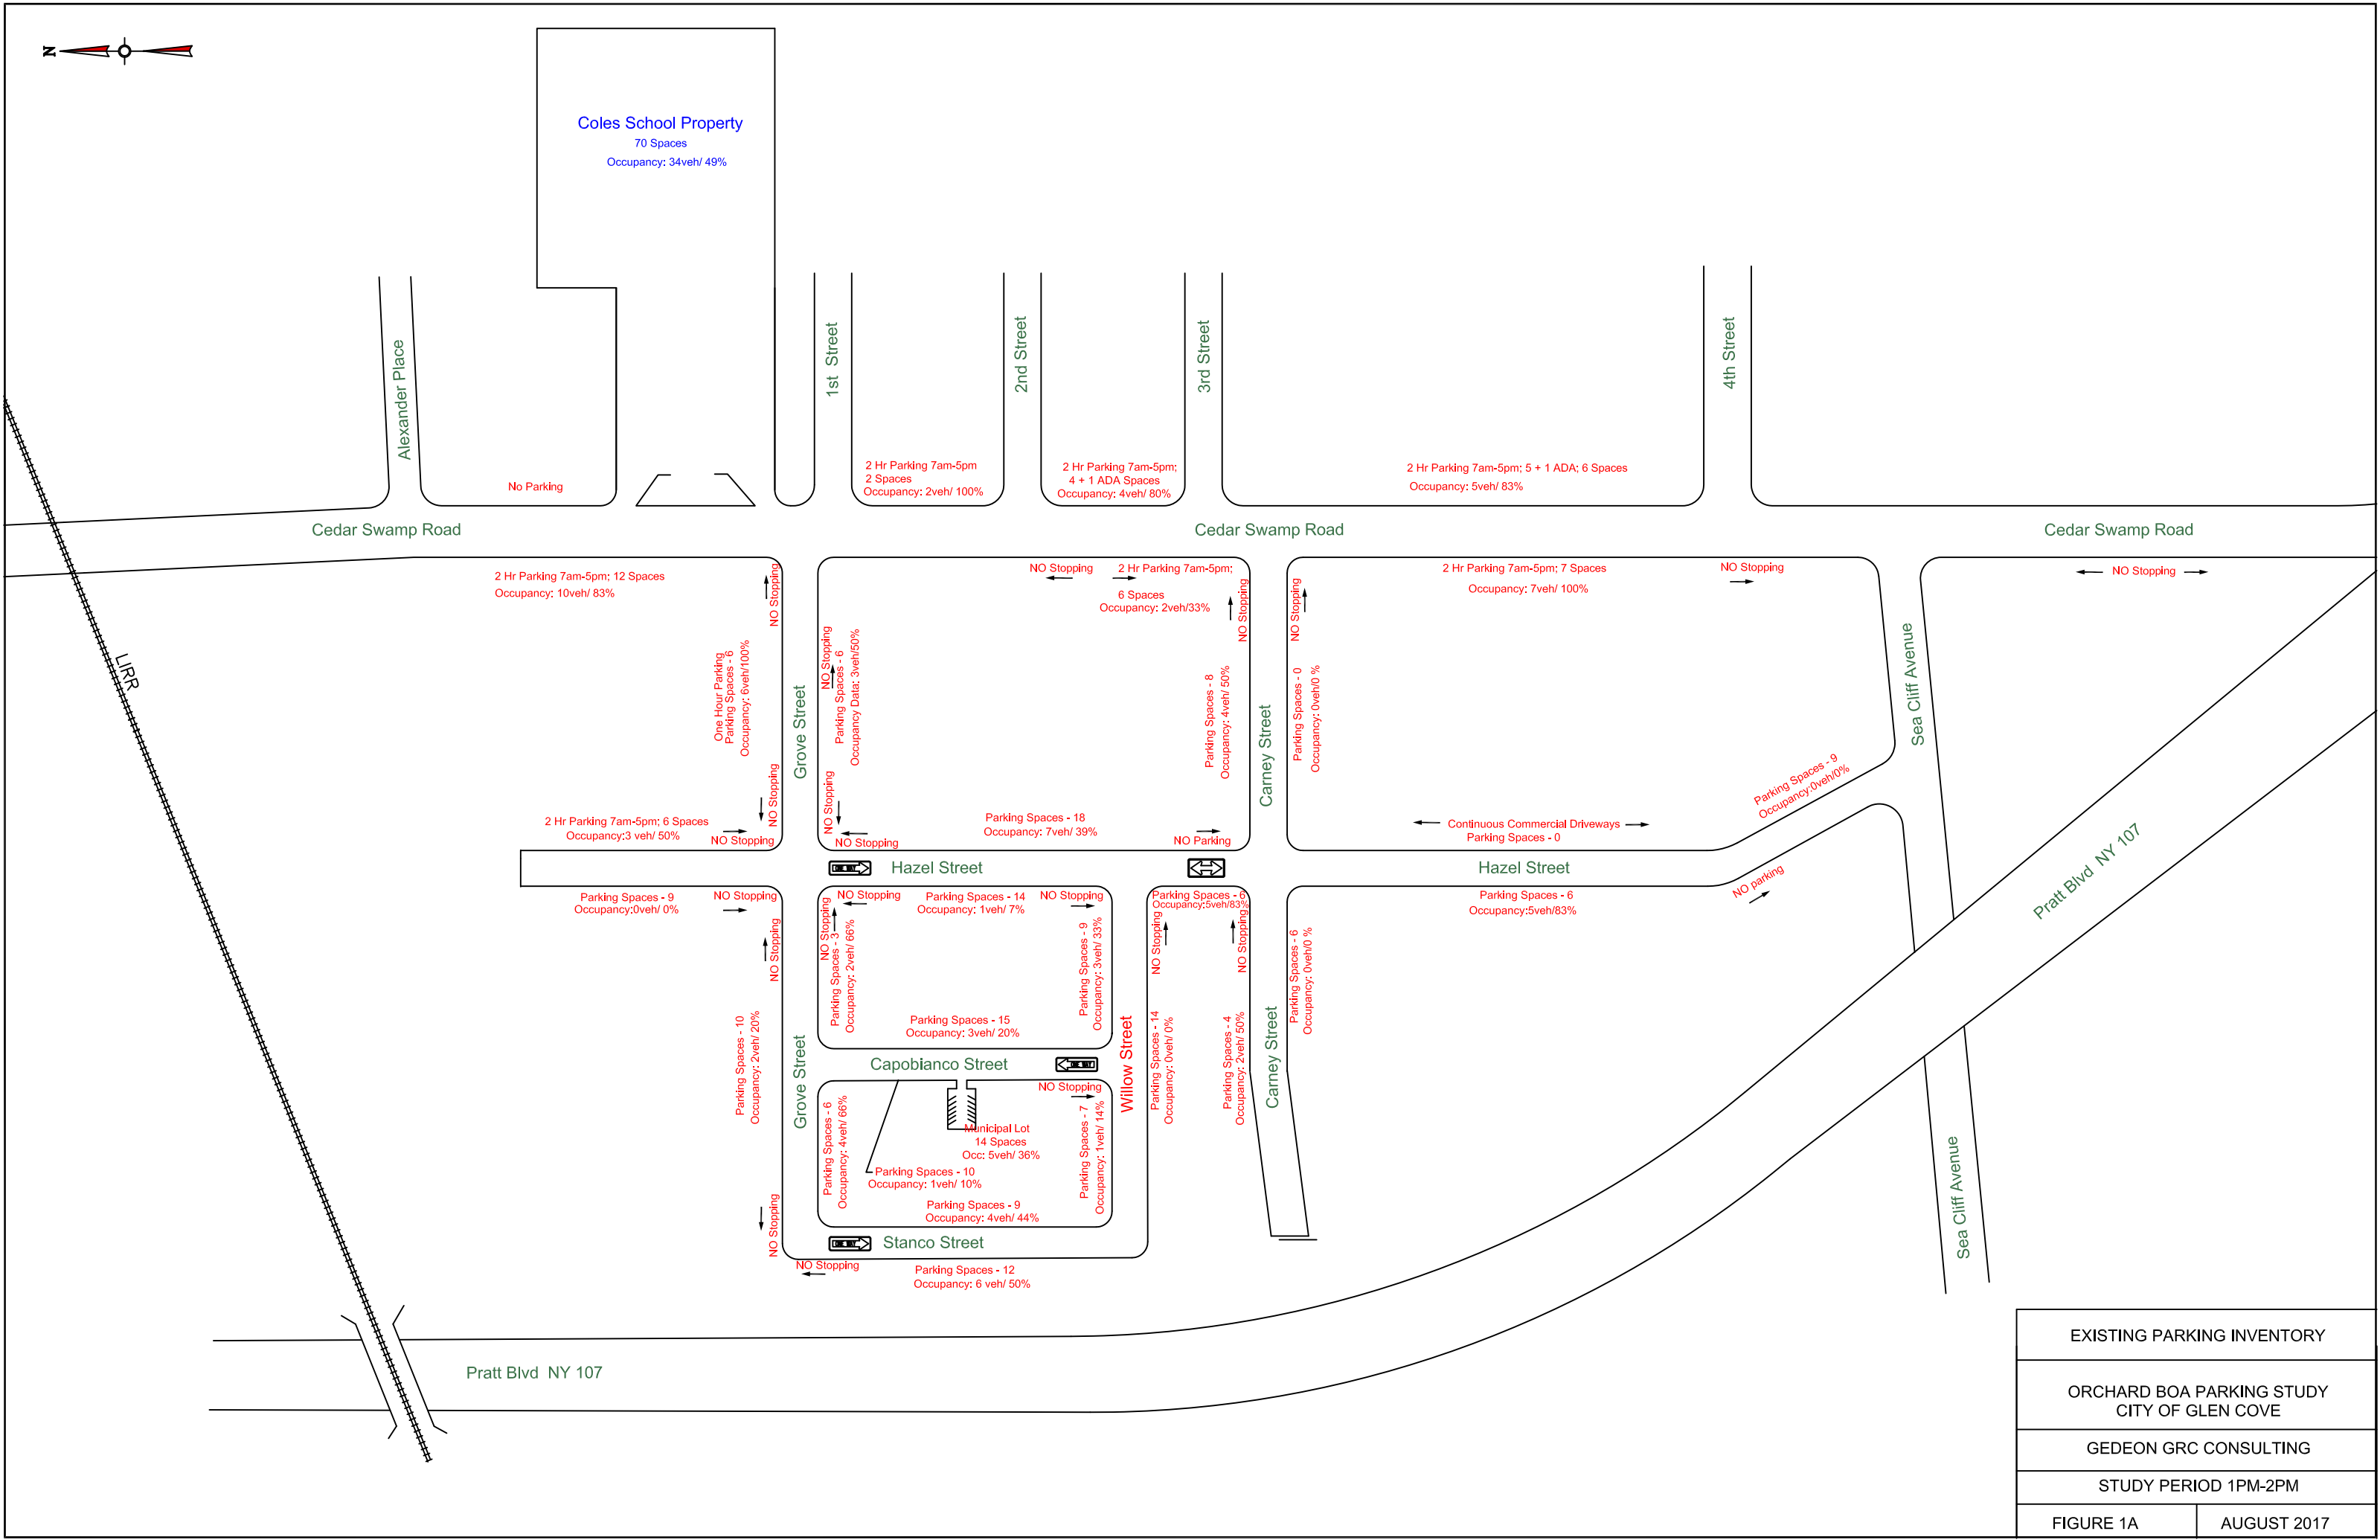 N
Coles School Property
70 Spaces
Occupancy: 34veh/ 49%
Alexander Place
1st Street
2nd Street
3rd Street
4th Street
No Parking
2 Hr Parking 7am-5pm
2 Spaces
Occupancy: 2veh/ 100%
2 Hr Parking 7am-5pm;
4 + 1 ADA Spaces
Occupancy: 4veh/ 80%
2 Hr Parking 7am-5pm; 5 + 1 ADA; 6 Spaces
Occupancy: 5veh/ 83%
Cedar Swamp Road
Cedar Swamp Road
Cedar Swamp Road
2 Hr Parking 7am-5pm; 12 Spaces
Occupancy: 10veh/ 83%
NO Stopping
NO Stopping
2 Hr Parking 7am-5pm;
6 Spaces
Occupancy: 2veh/33%
NO Stopping
NO Stopping
2 Hr Parking 7am-5pm; 7 Spaces
Occupancy: 7veh/ 100%
NO Stopping
NO Stopping
LIRR
One Hour Parking
Parking Spaces - 6
Occupancy: 6veh/100%
NO Stopping
Grove Street
NO Stopping
Parking Spaces - 6
Occupancy Data: 3veh/50%
NO Stopping
Parking Spaces - 8
Occupancy: 4veh/ 50%
Carney Street
Parking Spaces - 0
Occupancy: 0veh/0 %
Sea Cliff Avenue
Parking Spaces - 9
Occupancy:0veh/0%
2 Hr Parking 7am-5pm; 6 Spaces
Occupancy:3 veh/ 50%
NO Stopping
NO Stopping
Parking Spaces - 18
Occupancy: 7veh/ 39%
NO Parking
Continuous Commercial Driveways
Parking Spaces - 0
Hazel Street
Hazel Street
Pratt Blvd NY 107
Parking Spaces - 9
Occupancy:0veh/ 0%
NO Stopping
NO Stopping
Parking Spaces - 14
Occupancy: 1veh/ 7%
NO Stopping
Parking Spaces - 6
Occupancy:5veh/83%
Parking Spaces - 6
Occupancy:5veh/83%
NO parking
NO Stopping
NO Stopping
Parking Spaces - 3
Occupancy: 2veh/ 66%
Parking Spaces - 9
Occupancy: 3veh/ 33%
NO Stopping
NO Stopping
Parking Spaces - 6
Occupancy: 0veh/0 %
Parking Spaces - 10
Occupancy: 2veh/ 20%
Grove Street
Parking Spaces - 15
Occupancy: 3veh/ 20%
Capobianco Street
Willow Street
Parking Spaces - 14
Occupancy: 0veh/ 0%
Parking Spaces - 4
Occupancy: 2veh/ 50%
Carney Street
NO Stopping
Parking Spaces - 6
Occupancy: 4veh/ 66%
Municipal Lot
14 Spaces
Occ: 5veh/ 36%
Parking Spaces - 7
Occupancy: 1veh/ 14%
Parking Spaces - 10
Occupancy: 1veh/ 10%
Parking Spaces - 9
Occupancy: 4veh/ 44%
NO Stopping
Stanco Street
NO Stopping
Parking Spaces - 12
Occupancy: 6 veh/ 50%
Sea Cliff Avenue
Pratt Blvd NY 107
EXISTING PARKING INVENTORY
ORCHARD BOA PARKING STUDY
CITY OF GLEN COVE
GEDEON GRC CONSULTING
STUDY PERIOD 1PM-2PM
FIGURE 1A
AUGUST 2017